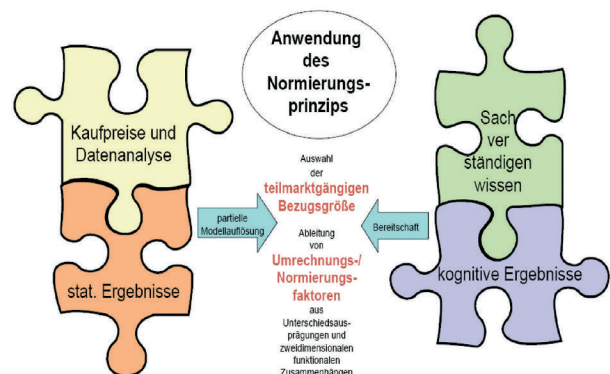 Anwendung
des
Normierungs-
prinzips
Kaufpreise und
Datenanalyse
stat. Ergebnisse
partielle
Modellauflösung
Auswahl
der
teilmarktgängigen
Bezugsgröße
Ableitung
von
Umrechnungs-/
Normierungs-
faktoren
aus
Unterschiedsaus-
prägungen und
zweidimensionalen
funktionalen
Zusammenhängen
Bereitschaft
Sach
ver
ständigen
wissen
kognitive Ergebnisse